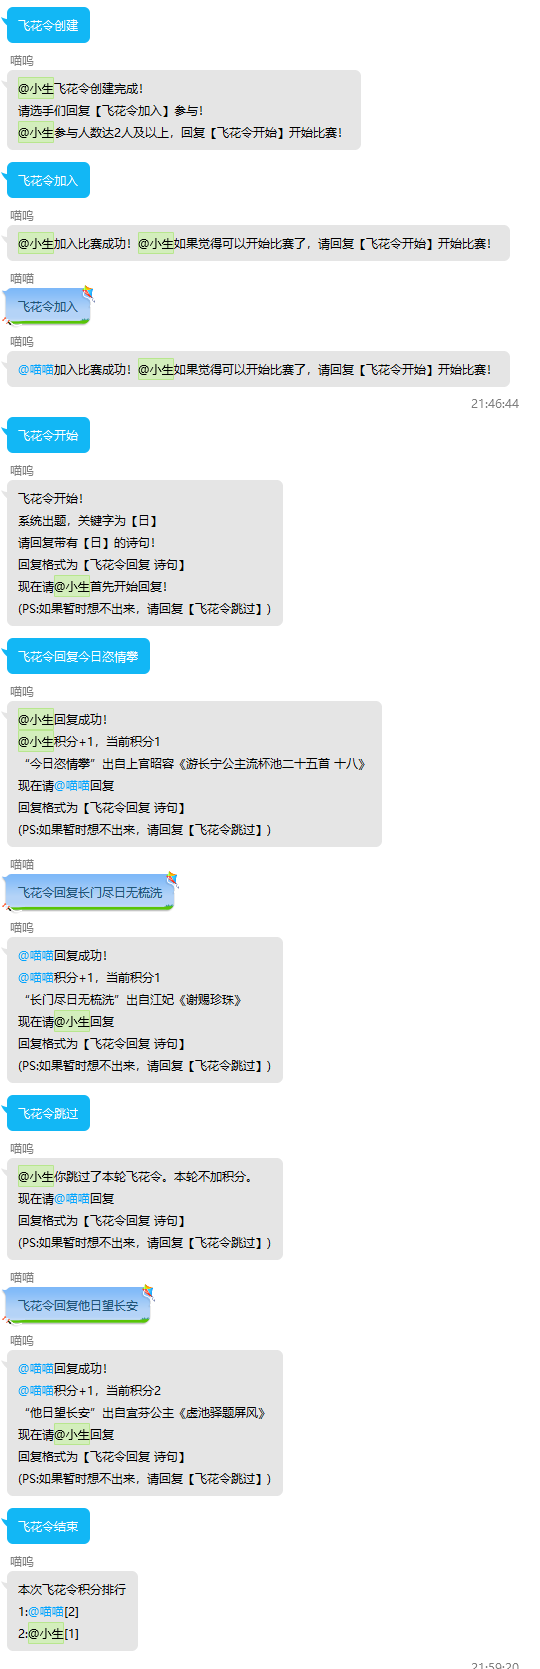 飞花令创建
喵呜
@小生飞花令创建完成！
请选手们回复【飞花令加入】参与！
@小生参与人数达2人及以上，回复【飞花令开始】开始比赛！
飞花令加入
喵呜
@小生加入比赛成功！@小生如果觉得可以开始比赛了，请回复【飞花令开始】开始比赛！
喵喵
飞花令加入
喵呜
@喵喵加入比赛成功！@小生如果觉得可以开始比赛了，请回复【飞花令开始】开始比赛！
21:46:44
飞花令开始
喵呜
飞花令开始！
系统出题，关键字为【日】
请回复带有【日】的诗句！
回复格式为【飞花令回复 诗句】
现在请@小生首先开始回复！
(PS:如果暂时想不出来，请回复【飞花令跳过】)
飞花令回复今日恣情攀
喵呜
@小生回复成功！
@小生积分+1，当前积分1
“今日恣情攀”出自上官昭容《游长宁公主流杯池二十五首 十八》
现在请@喵喵回复
回复格式为【飞花令回复 诗句】
(PS:如果暂时想不出来，请回复【飞花令跳过】)
喵喵
飞花令回复长门尽日无梳洗
喵呜
@喵喵回复成功！
@喵喵积分+1，当前积分1
“长门尽日无梳洗”出自江妃《谢赐珍珠》
现在请@小生回复
回复格式为【飞花令回复 诗句】
(PS:如果暂时想不出来，请回复【飞花令跳过】)
飞花令跳过
喵呜
@小生你跳过了本轮飞花令。本轮不加积分。
现在请@喵喵回复
回复格式为【飞花令回复 诗句】
(PS:如果暂时想不出来，请回复【飞花令跳过】)
喵喵
飞花令回复他日望长安
喵呜
@喵喵回复成功！
@喵喵积分+1，当前积分2
“他日望长安”出自宜芬公主《虚池驿题屏风》
现在请@小生回复
回复格式为【飞花令回复 诗句】
(PS:如果暂时想不出来，请回复【飞花令跳过】)
飞花令结束
喵呜
本次飞花令积分排行
1:@喵喵[2]
2:@小生[1]
21:59:20